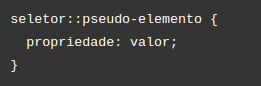 seletor::pseudo-elemento {
  propriedade: valor;
}